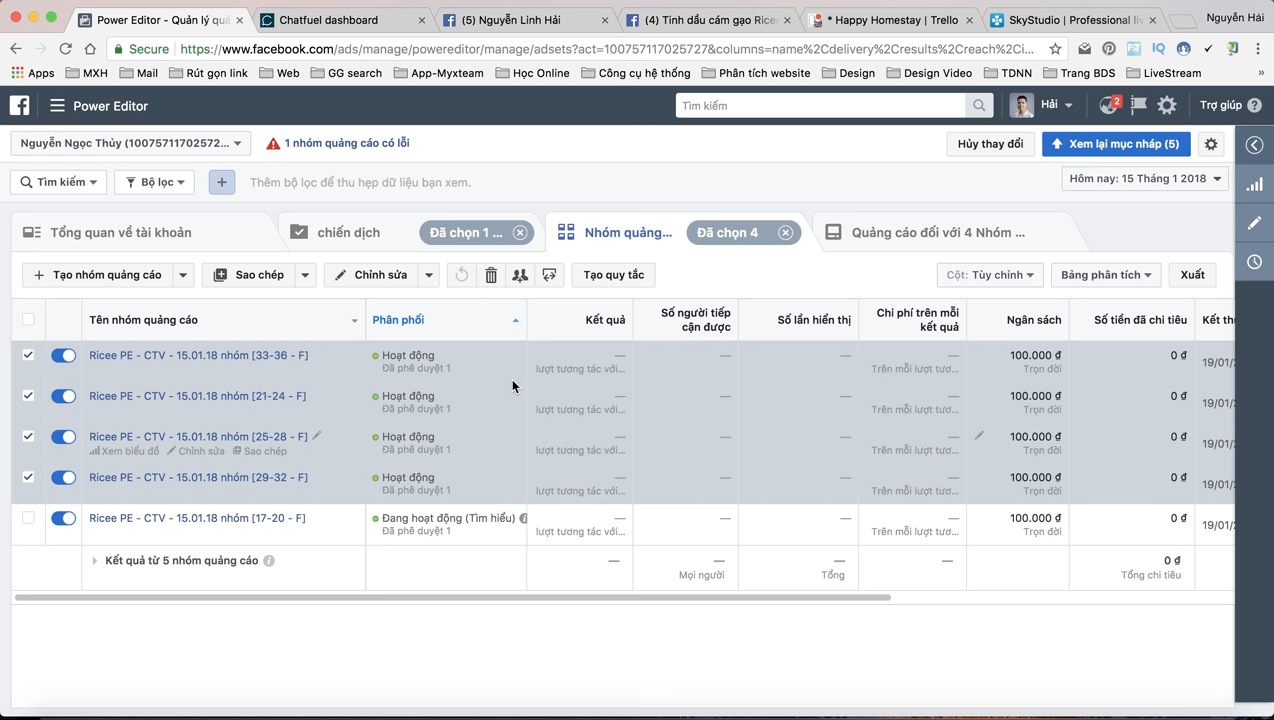 Power Editor - Quản lý quả
Chatfuel dashboard
(5) Nguyễn Linh Hải
(4) Tinh dầu cám gạo Rice
* Happy Homestay | Trello
SkyStudio | Professional liv
Nguyễn Hải
Secure
https://www.facebook.com/ads/manage/powereditor/manage/adsets?act=100757117025727&columns=name%2Cdelivery%2Cresults%2Creach%2Ci...
Apps
MXH
Mail
Rút gọn link
Web
GG search
App-Myxteam
Học Online
Công cụ hệ thống
Phân tích website
Design
Design Video
TDNN
Trang BDS
LiveStream
»
Power Editor
Tìm kiếm
Hải
2
Trợ giúp
Nguyễn Ngọc Thủy (10075711702572...
1 nhóm quảng cáo có lỗi
Hủy thay đổi
Xem lại mục nháp (5)
Tìm kiếm
Bộ lọc
+
Thêm bộ lọc để thu hẹp dữ liệu bạn xem.
Hôm nay: 15 Tháng 1 2018
Tổng quan về tài khoản
chiến dịch
Đã chọn 1 ...
Nhóm quảng...
Đã chọn 4
Quảng cáo đối với 4 Nhóm ...
+ Tạo nhóm quảng cáo
Sao chép
Chỉnh sửa
Tạo quy tắc
Cột: Tùy chỉnh
Bảng phân tích
Xuất
Tên nhóm quảng cáo
Phân phối
Kết quả
Số người tiếp cận được
Số lần hiển thị
Chi phí trên mỗi kết quả
Ngân sách
Số tiền đã chi tiêu
Kết thú
Ricee PE - CTV - 15.01.18 nhóm [33-36 - F]
Hoạt động
— — — —
100.000 ₫
0 ₫
Đã phê duyệt 1
lượt tương tác với...
Trên mỗi lượt tươ...
Trọn đời
19/01/2
Ricee PE - CTV - 15.01.18 nhóm [21-24 - F]
Hoạt động
— — — —
100.000 ₫
0 ₫
Đã phê duyệt 1
lượt tương tác với...
Trên mỗi lượt tươ...
Trọn đời
19/01/2
Ricee PE - CTV - 15.01.18 nhóm [25-28 - F]
Hoạt động
— — — —
100.000 ₫
0 ₫
Xem biểu đồ
Chỉnh sửa
Sao chép
Đã phê duyệt 1
lượt tương tác với...
Trên mỗi lượt tươ...
Trọn đời
19/01/2
Ricee PE - CTV - 15.01.18 nhóm [29-32 - F]
Hoạt động
— — — —
100.000 ₫
0 ₫
Đã phê duyệt 1
lượt tương tác với...
Trên mỗi lượt tươ...
Trọn đời
19/01/2
Ricee PE - CTV - 15.01.18 nhóm [17-20 - F]
Đang hoạt động (Tìm hiểu)
— — — —
100.000 ₫
0 ₫
Đã phê duyệt 1
lượt tương tác với...
Trên mỗi lượt tươ...
Trọn đời
19/01/2
Kết quả từ 5 nhóm quảng cáo
— — — —
0 ₫
Mọi người
Tổng
Tổng chi tiêu